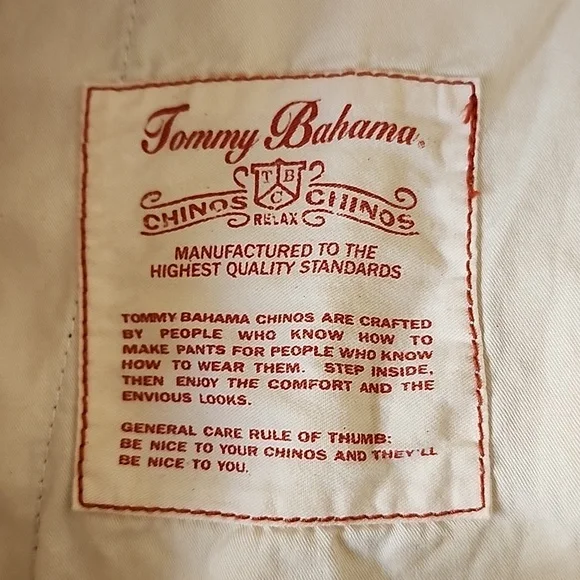 Tommy Bahama®
T B
C
CHINOS RELAX CHINOS
MANUFACTURED TO THE
HIGHEST QUALITY STANDARDS
TOMMY BAHAMA CHINOS ARE CRAFTED
BY PEOPLE WHO KNOW HOW TO
MAKE PANTS FOR PEOPLE WHO KNOW
HOW TO WEAR THEM. STEP INSIDE,
THEN ENJOY THE COMFORT AND THE
ENVIOUS LOOKS.
GENERAL CARE RULE OF THUMB:
BE NICE TO YOUR CHINOS AND THEY'LL
BE NICE TO YOU.